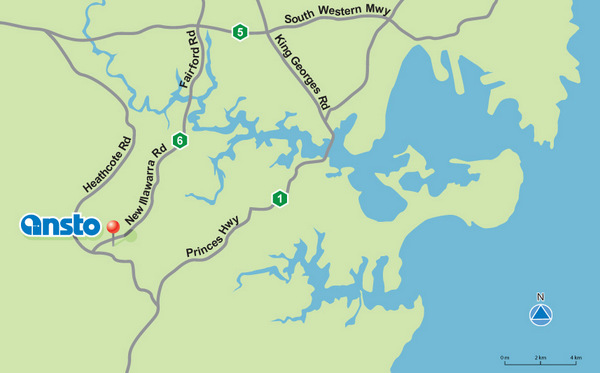 South Western Mwy
5
Fairford Rd
King Georges Rd
6
Heathcote Rd
New Illawarra Rd
1
ansto
Princes Hwy
N
0 m 2 km 4 km